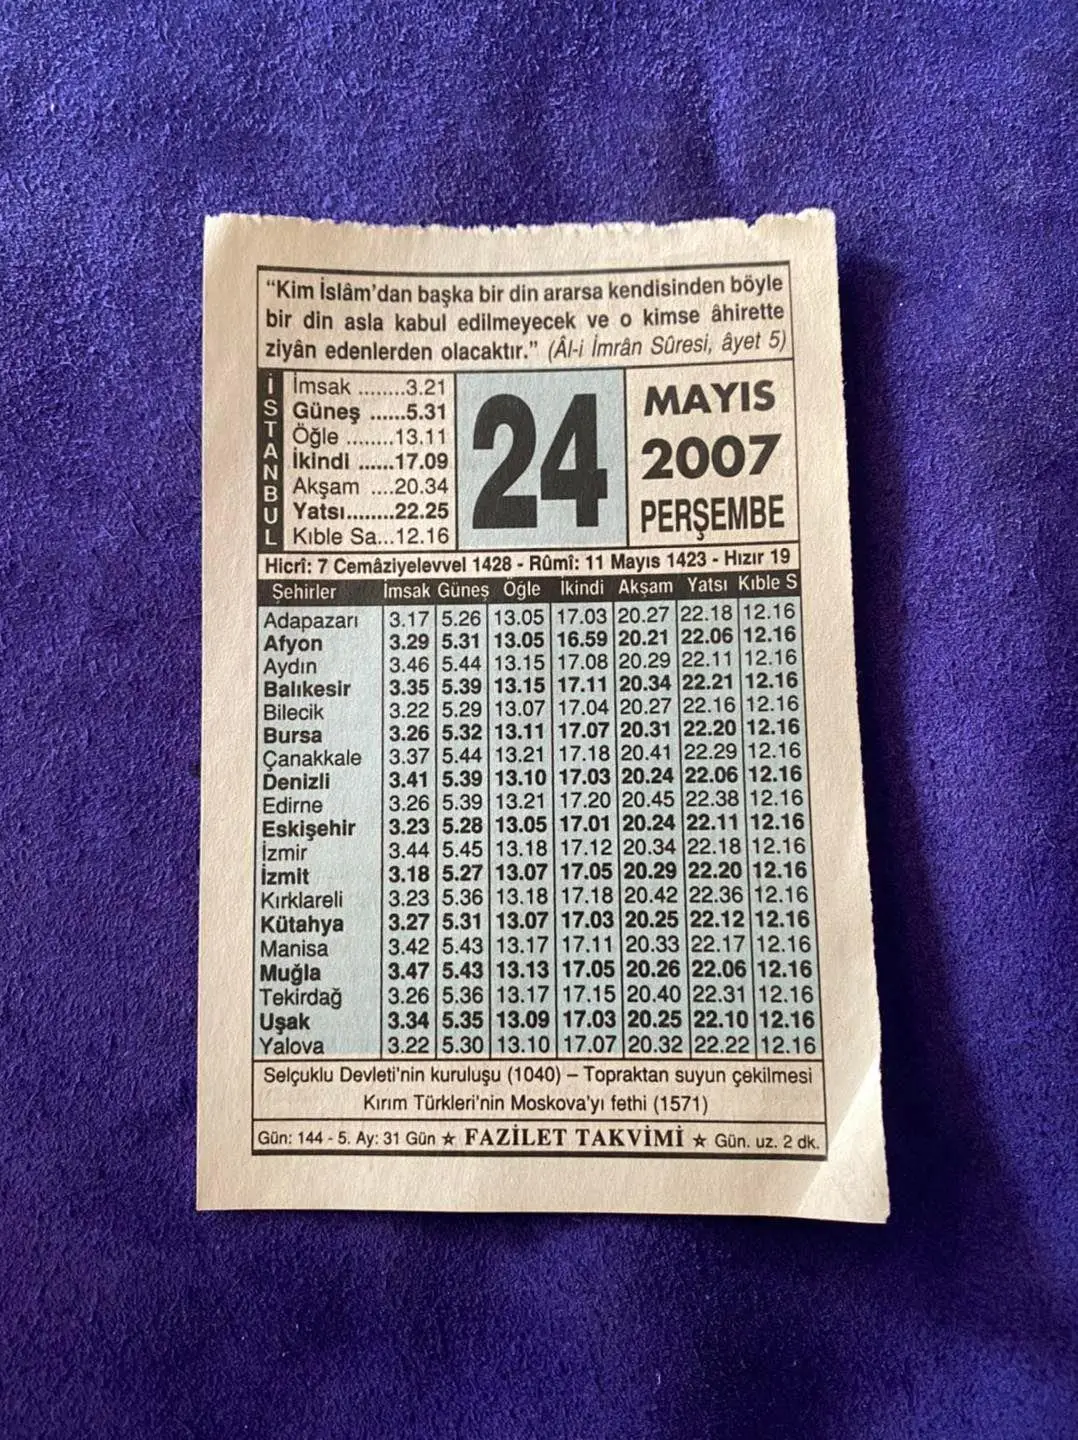 “Kim İslâm’dan başka bir din ararsa kendisinden böyle
bir din asla kabul edilmeyecek ve o kimse âhirette
ziyân edenlerden olacaktır.” (Âl-i İmrân Sûresi, âyet 5)
İSTANBUL
İmsak ........3.21
Güneş ......5.31
Öğle ........13.11
İkindi ......17.09
Akşam ....20.34
Yatsı........22.25
Kıble Sa...12.16
24
MAYIS
2007
PERŞEMBE
Hicrî: 7 Cemâziyelevvel 1428 - Rûmî: 11 Mayıs 1423 - Hızır 19
Şehirler İmsak Güneş Öğle İkindi Akşam Yatsı Kıble S
Adapazarı 3.17 5.26 13.05 17.03 20.27 22.18 12.16
Afyon 3.29 5.31 13.05 16.59 20.21 22.06 12.16
Aydın 3.46 5.44 13.15 17.08 20.29 22.11 12.16
Balıkesir 3.35 5.39 13.15 17.11 20.34 22.21 12.16
Bilecik 3.22 5.29 13.07 17.04 20.27 22.16 12.16
Bursa 3.26 5.32 13.11 17.07 20.31 22.20 12.16
Çanakkale 3.37 5.44 13.21 17.18 20.41 22.29 12.16
Denizli 3.41 5.39 13.10 17.03 20.24 22.06 12.16
Edirne 3.26 5.39 13.21 17.20 20.45 22.38 12.16
Eskişehir 3.23 5.28 13.05 17.01 20.24 22.11 12.16
İzmir 3.44 5.45 13.18 17.12 20.34 22.18 12.16
İzmit 3.18 5.27 13.07 17.05 20.29 22.20 12.16
Kırklareli 3.23 5.36 13.18 17.18 20.42 22.36 12.16
Kütahya 3.27 5.31 13.07 17.03 20.25 22.12 12.16
Manisa 3.42 5.43 13.17 17.11 20.33 22.17 12.16
Muğla 3.47 5.43 13.13 17.05 20.26 22.06 12.16
Tekirdağ 3.26 5.36 13.17 17.15 20.40 22.31 12.16
Uşak 3.34 5.35 13.09 17.03 20.25 22.10 12.16
Yalova 3.22 5.30 13.10 17.07 20.32 22.22 12.16
Selçuklu Devleti’nin kuruluşu (1040) – Topraktan suyun çekilmesi
Kırım Türkleri’nin Moskova’yı fethi (1571)
Gün: 144 - 5. Ay: 31 Gün ★ FAZİLET TAKVİMİ ★ Gün. uz. 2 dk.